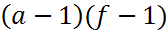 (a − 1)(f − 1)